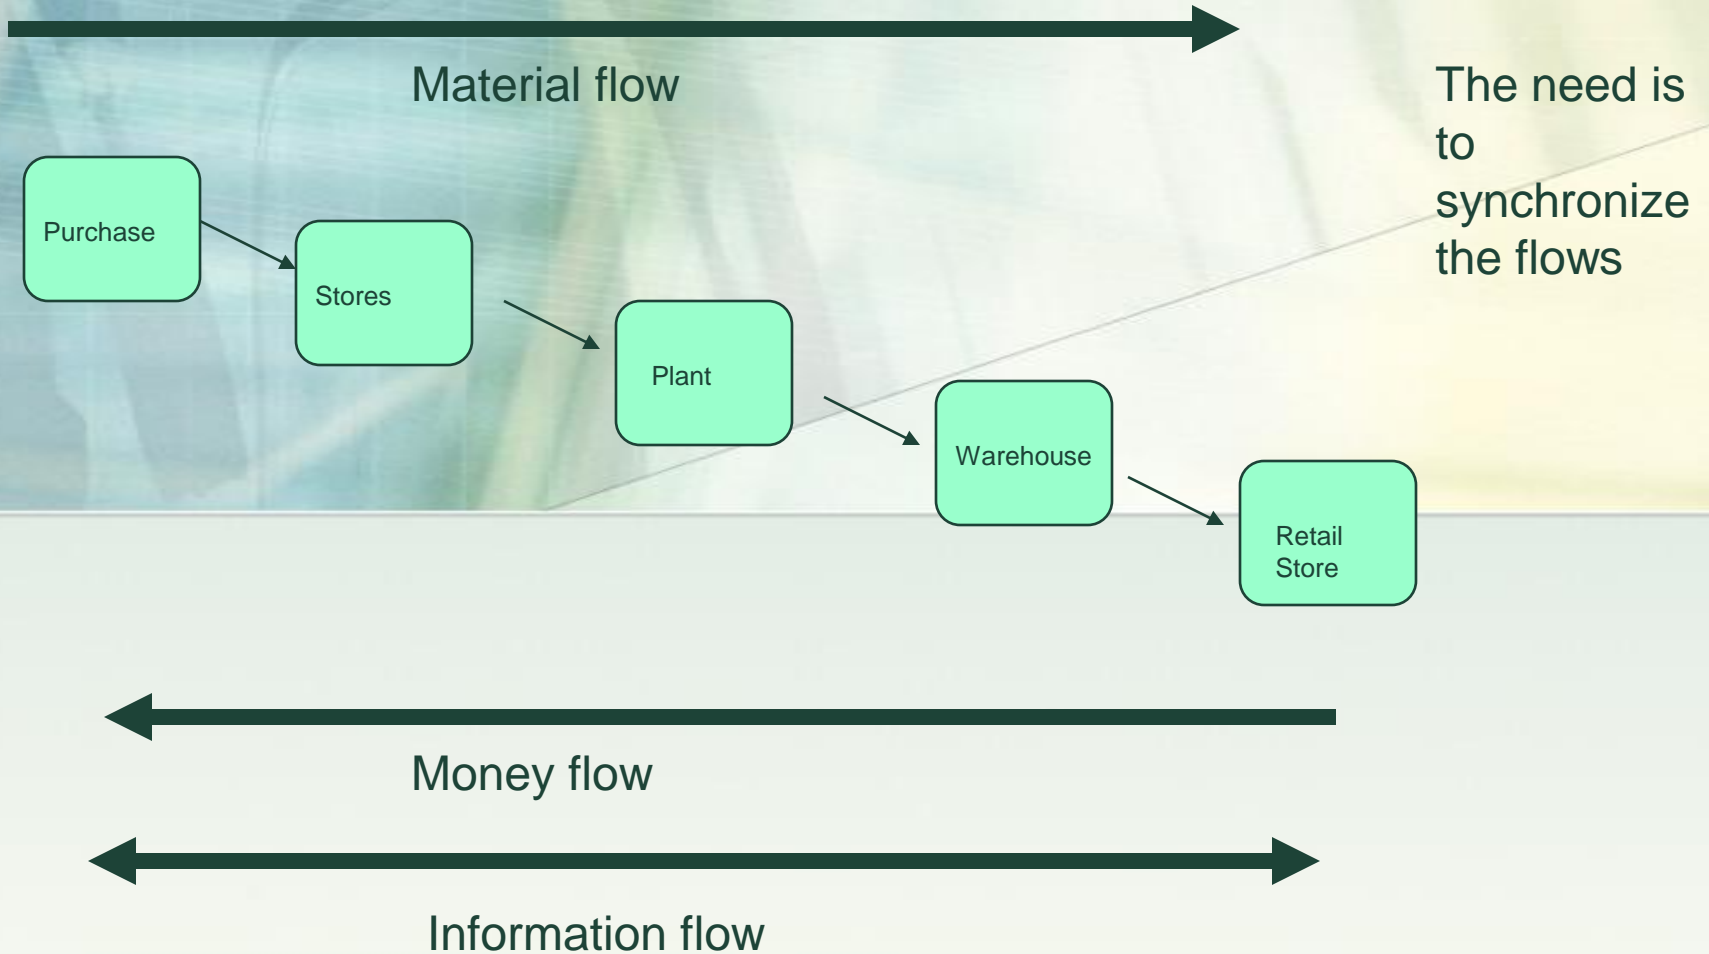 Material flow
The need is
to
synchronize
the flows
Purchase
Stores
Plant
Warehouse
Retail
Store
Money flow
Information flow